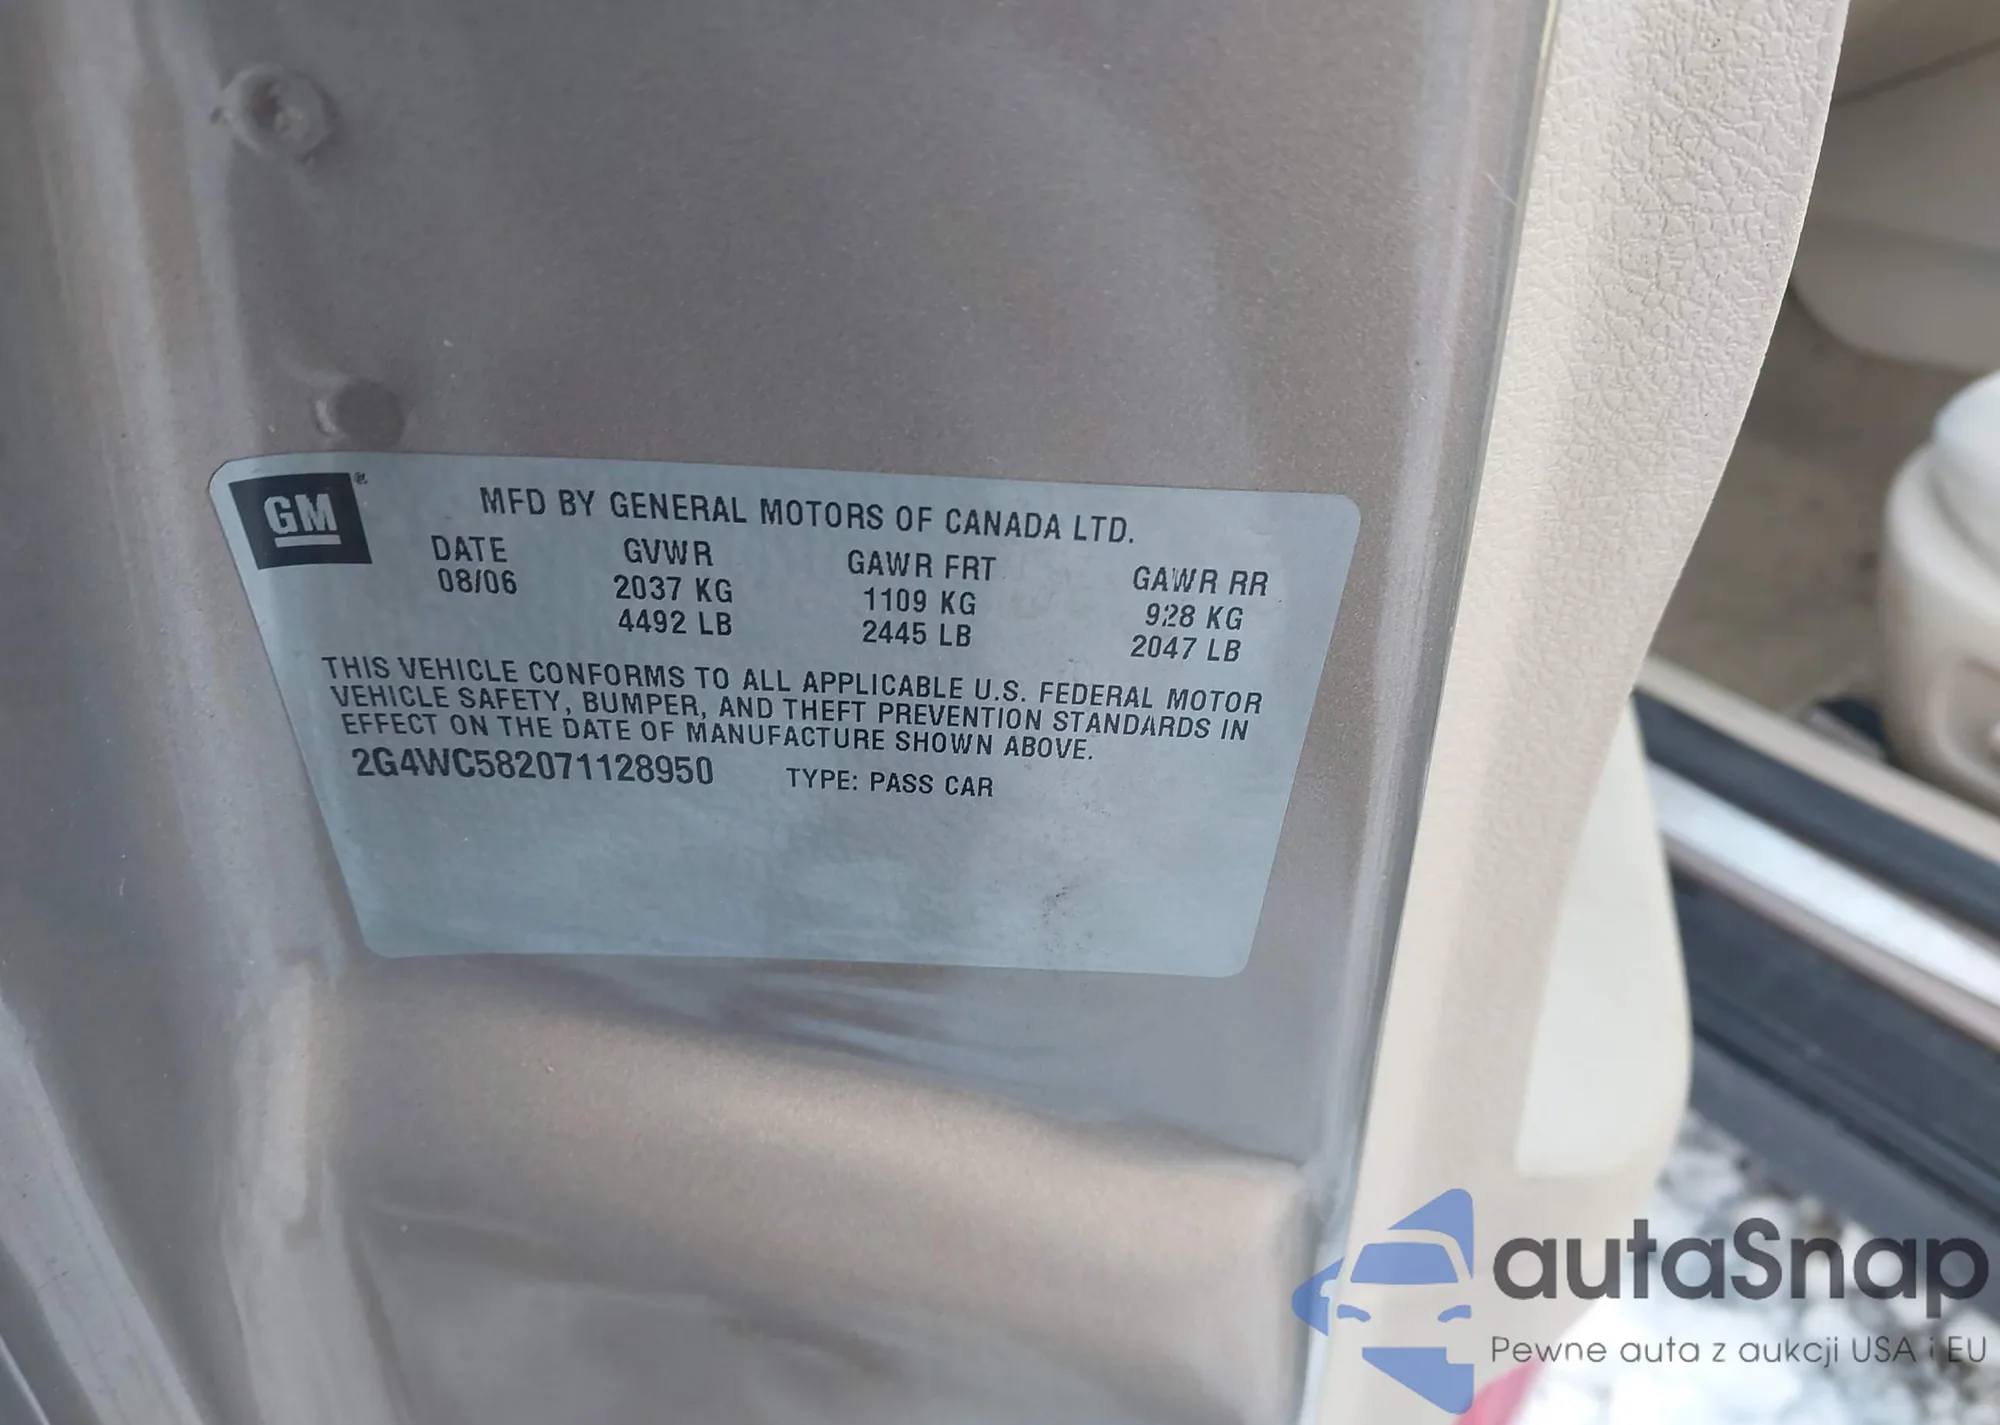 GM®
MFD BY GENERAL MOTORS OF CANADA LTD.
DATE GVWR GAWR FRT GAWR RR
08/06 2037 KG 1109 KG 928 KG
4492 LB 2445 LB 2047 LB
THIS VEHICLE CONFORMS TO ALL APPLICABLE U.S. FEDERAL MOTOR
VEHICLE SAFETY, BUMPER, AND THEFT PREVENTION STANDARDS IN
EFFECT ON THE DATE OF MANUFACTURE SHOWN ABOVE.
2G4WC582071128950 TYPE: PASS CAR
autaSnap
Pewne auta z aukcji USA i EU